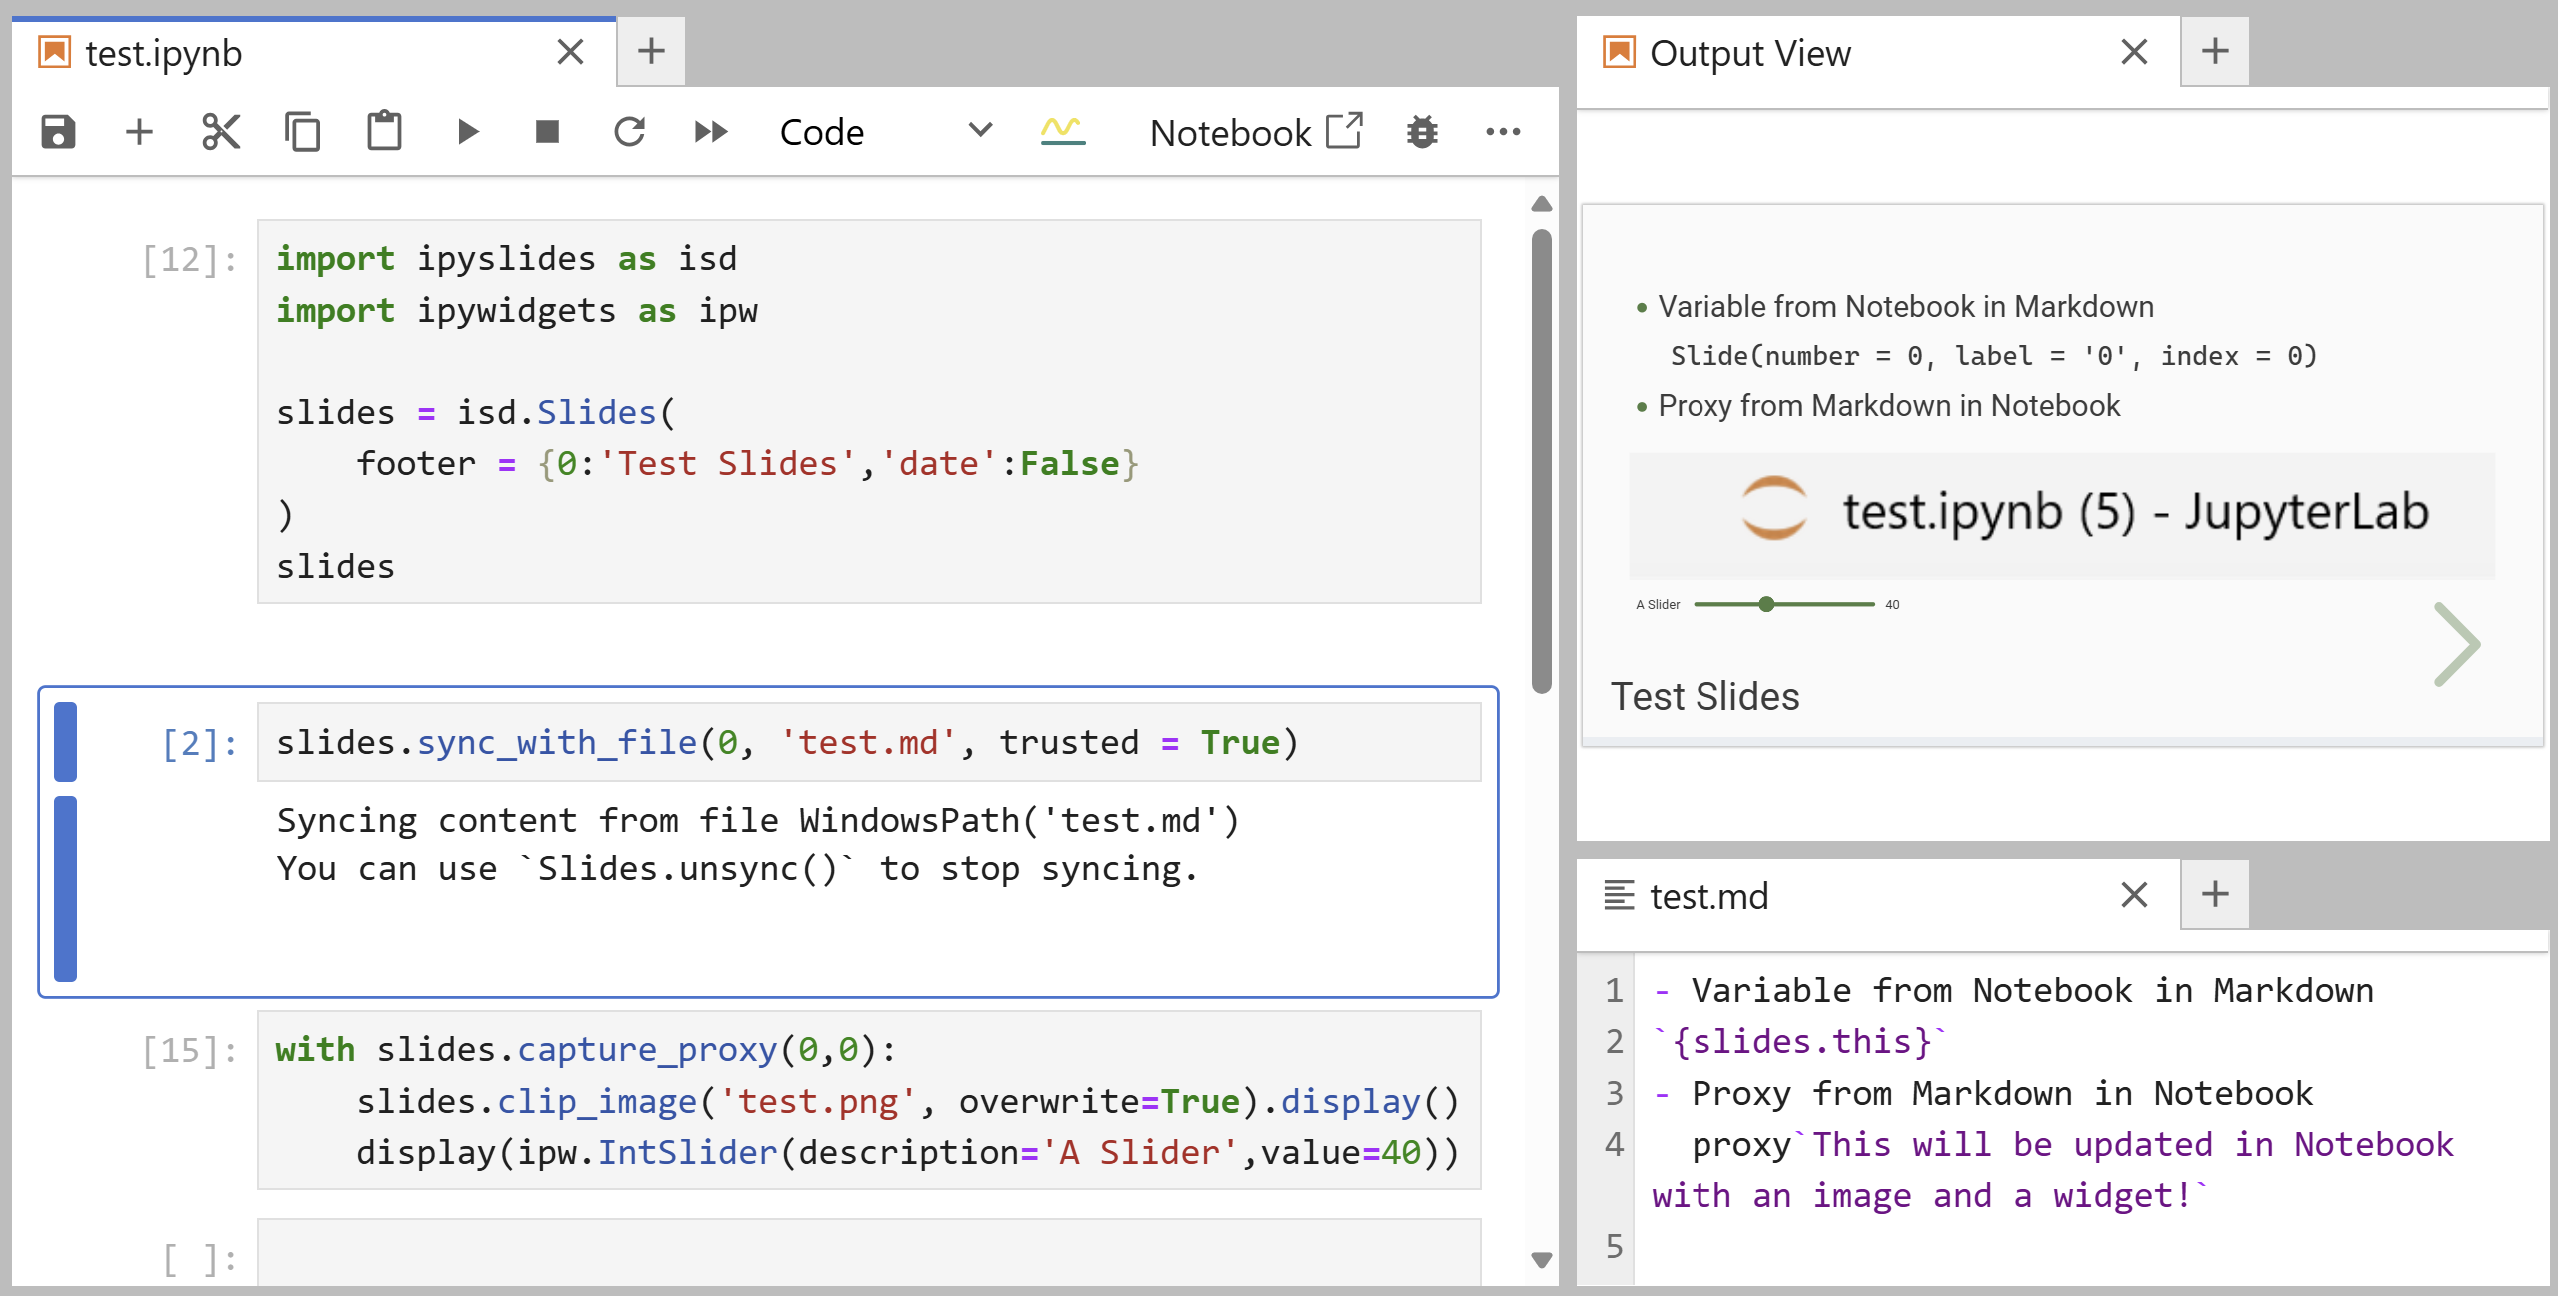 test.ipynb
Code
Notebook
[12]:
import ipyslides as isd
import ipywidgets as ipw
slides = isd.Slides(
    footer = {0:'Test Slides','date':False}
)
slides
[2]:
slides.sync_with_file(0, 'test.md', trusted = True)
Syncing content from file WindowsPath('test.md')
You can use `Slides.unsync()` to stop syncing.
[15]:
with slides.capture_proxy(0,0):
    slides.clip_image('test.png', overwrite=True).display()
    display(ipw.IntSlider(description='A Slider',value=40))
[ ]:
Output View
• Variable from Notebook in Markdown
Slide(number = 0, label = '0', index = 0)
• Proxy from Markdown in Notebook
test.ipynb (5) - JupyterLab
A Slider 40
Test Slides
test.md
1 - Variable from Notebook in Markdown
2 `{slides.this}`
3 - Proxy from Markdown in Notebook
4   proxy`This will be updated in Notebook
with an image and a widget!`
5